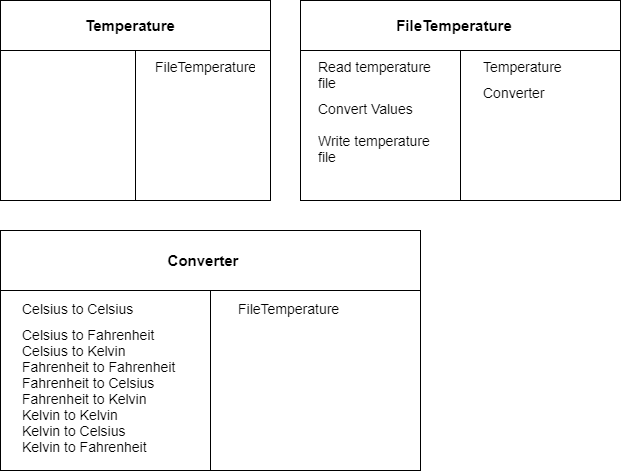 Temperature
FileTemperature
FileTemperature
Read temperature
file
Convert Values
Write temperature
file
Temperature
Converter
Converter
Celsius to Celsius
Celsius to Fahrenheit
Celsius to Kelvin
Fahrenheit to Fahrenheit
Fahrenheit to Celsius
Fahrenheit to Kelvin
Kelvin to Kelvin
Kelvin to Celsius
Kelvin to Fahrenheit
FileTemperature